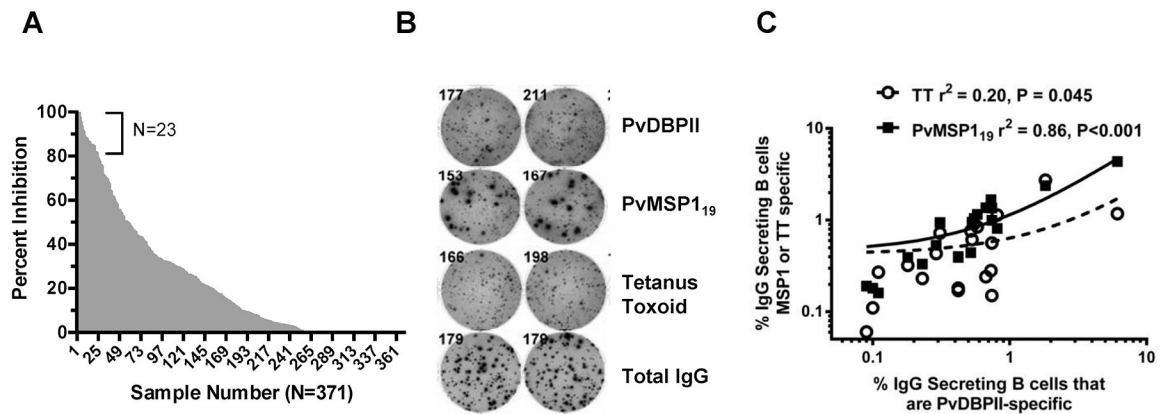 A
B
C
100
80
60
40
20
0
Percent Inhibition
N=23
1
25
49
73
97
121
145
169
193
217
241
265
289
313
337
361
Sample Number (N=371)
177
211
PvDBPII
153
167
PvMSP1₁₉
166
198
Tetanus
Toxoid
179
179
Total IgG
TT r² = 0.20, P = 0.045
PvMSP1₁₉ r² = 0.86, P<0.001
10
1
0.1
% IgG Secreting B cells
MSP1 or TT specific
0.1
1
10
% IgG Secreting B cells that
are PvDBPII-specific